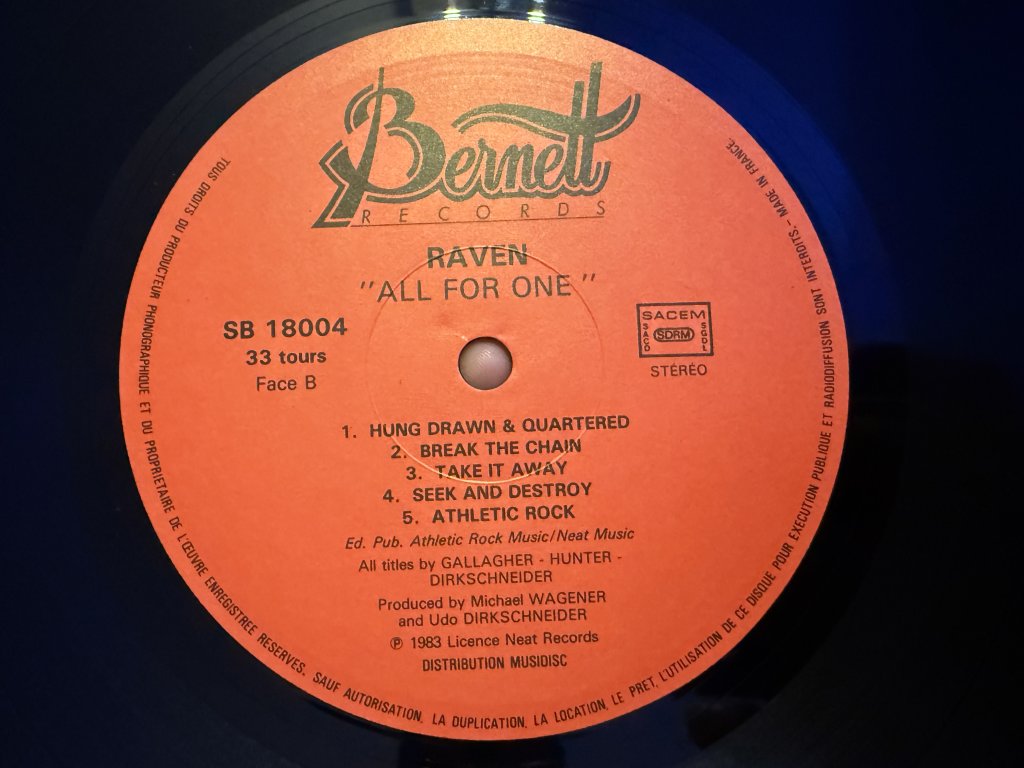 Bernett
RECORDS
RAVEN
"ALL FOR ONE"
SB 18004
33 tours
Face B
SACEM
SACD
SDRM
SGDL
STÉRÉO
1. HUNG DRAWN & QUARTERED
2. BREAK THE CHAIN
3. TAKE IT AWAY
4. SEEK AND DESTROY
5. ATHLETIC ROCK
Ed. Pub. Athletic Rock Music/Neat Music
All titles by GALLAGHER - HUNTER -
DIRKSCHNEIDER
Produced by Michael WAGENER
and Udo DIRKSCHNEIDER
℗ 1983 Licence Neat Records
DISTRIBUTION MUSIDISC
TOUS DROITS DU PRODUCTEUR PHONOGRAPHIQUE ET DU PROPRIETAIRE DE L'ŒUVRE ENREGISTREE RESERVES. SAUF AUTORISATION. LA DUPLICATION, LA LOCATION, LE PRET, L'UTILISATION DE CE DISQUE POUR EXECUTION PUBLIQUE ET RADIODIFFUSION SONT INTERDITS. - MADE IN FRANCE.